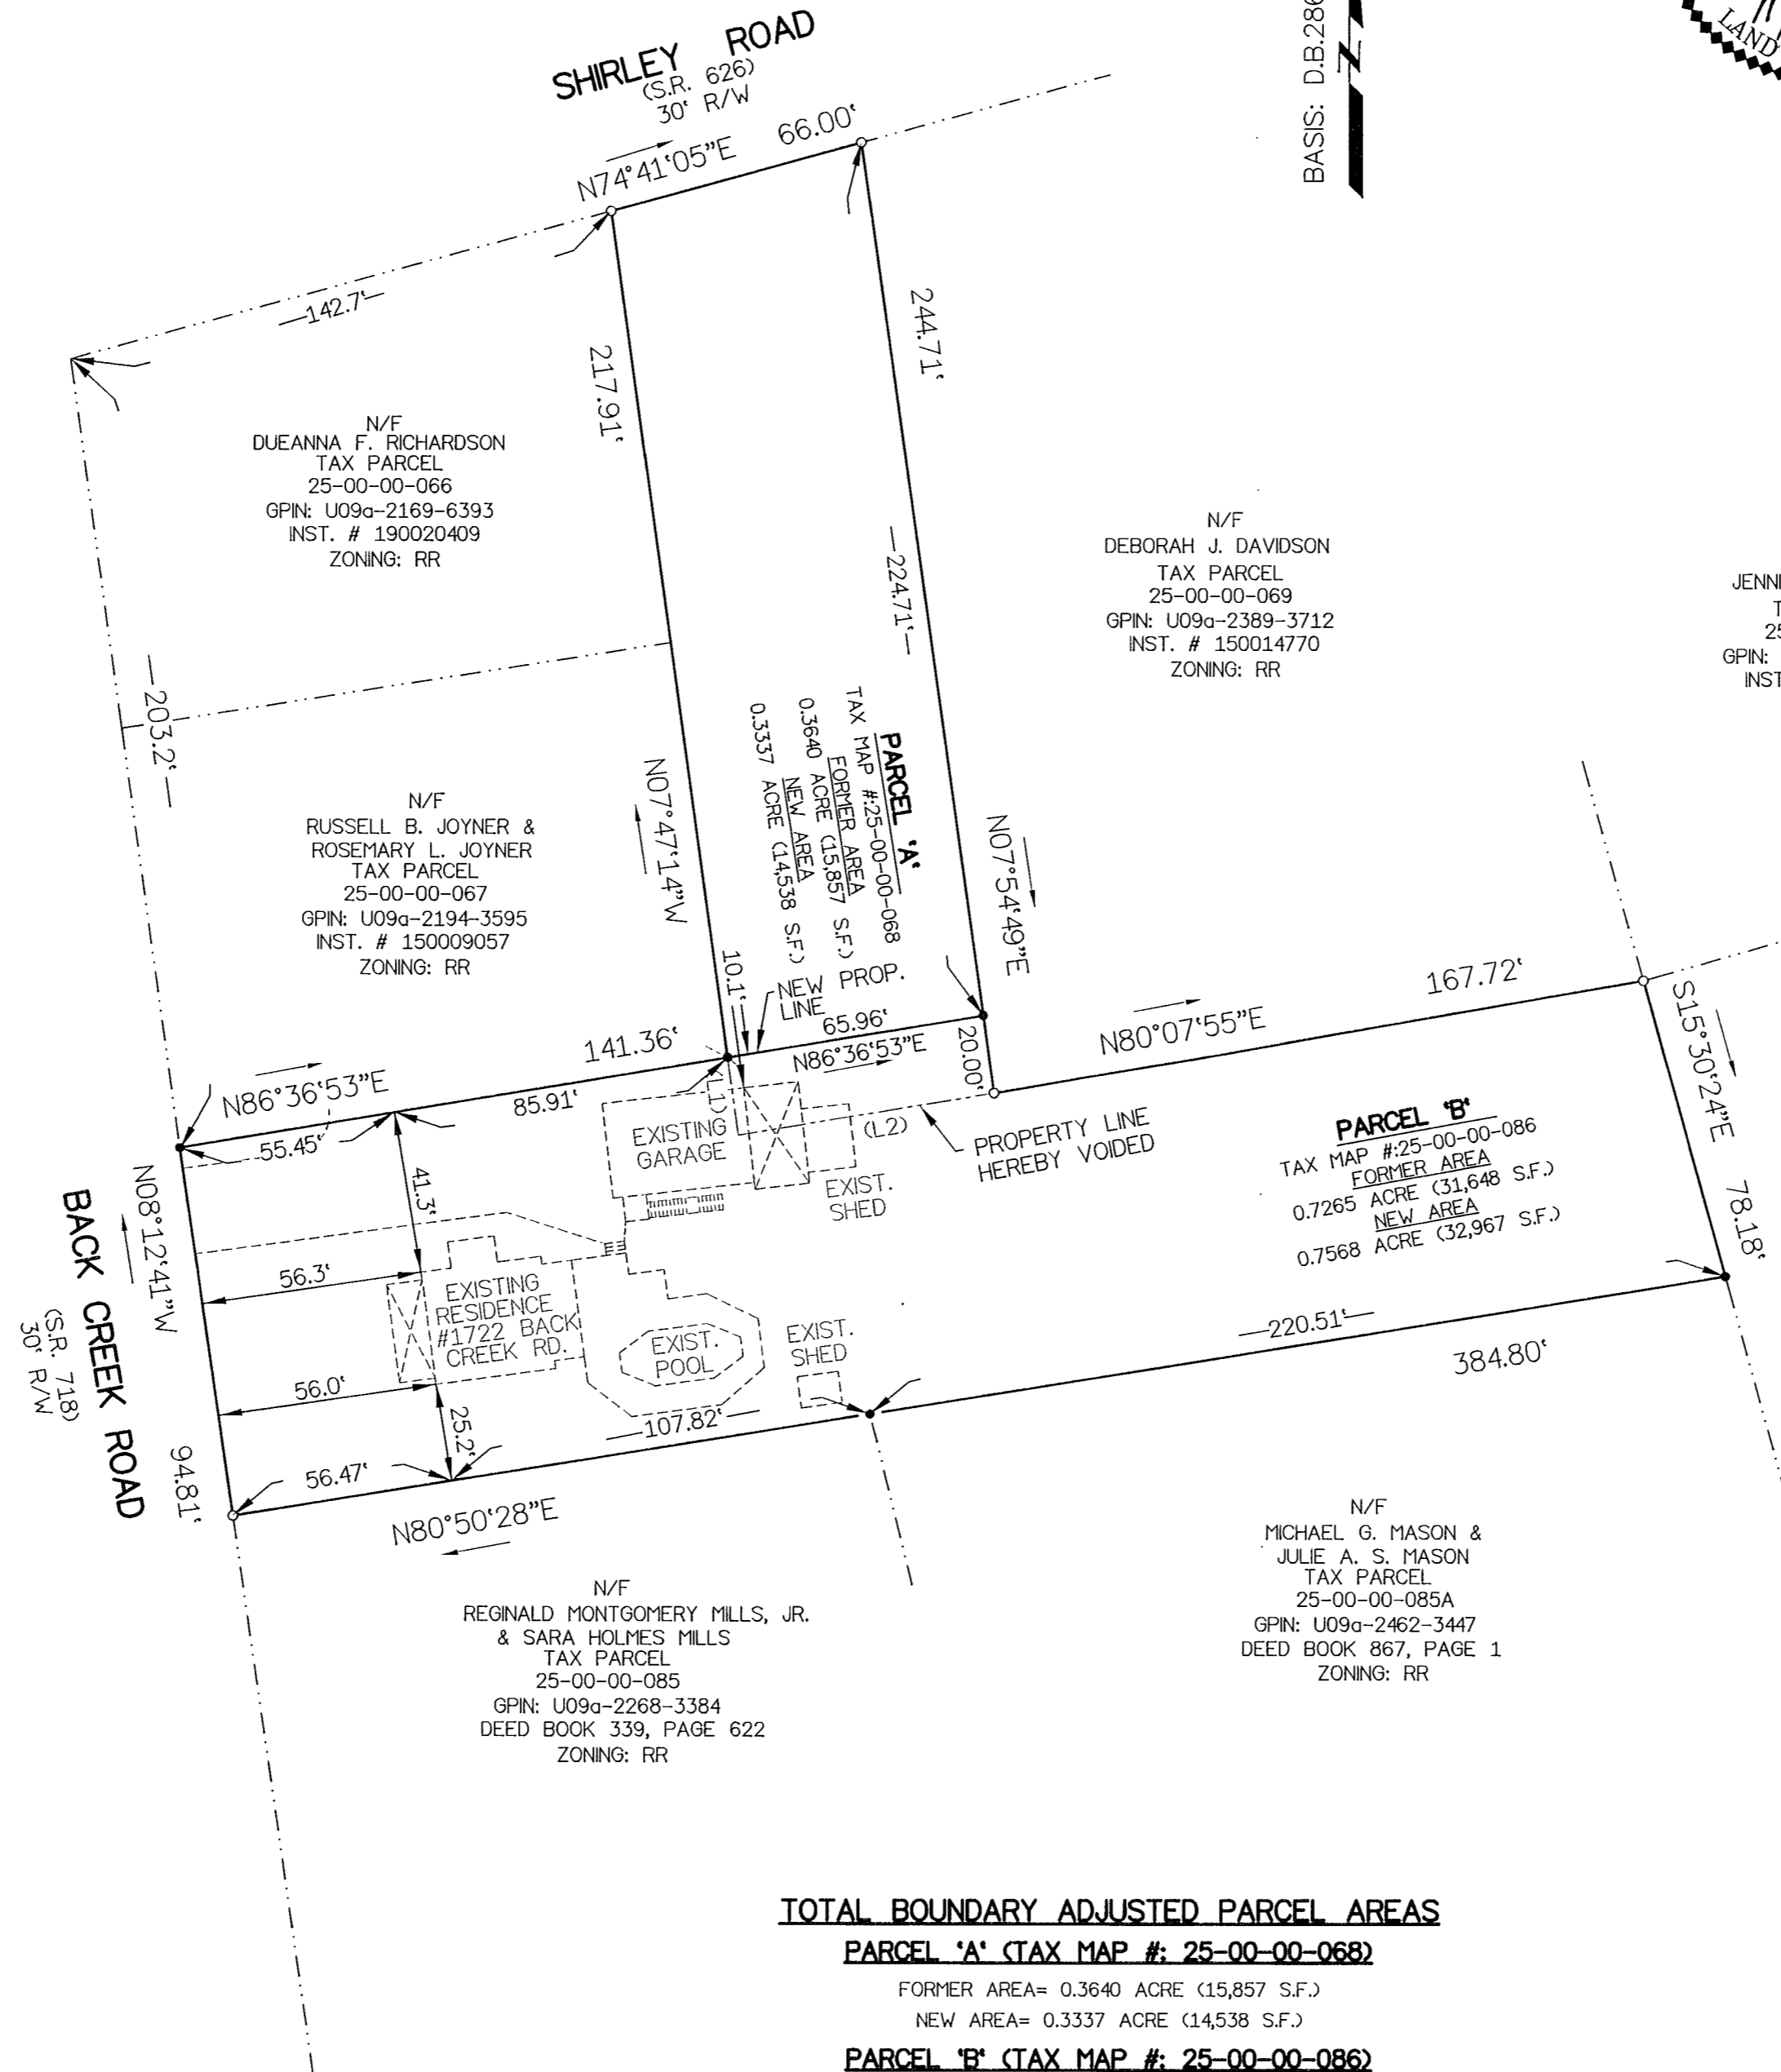 SHIRLEY ROAD
(S.R. 626)
30' R/W
BASIS: D.B.286
N
LAND
N74°41'05"E 66.00'
142.7'
217.91'
244.71'
224.71'
N/F
DUEANNA F. RICHARDSON
TAX PARCEL
25-00-00-066
GPIN: U09a-2169-6393
INST. # 190020409
ZONING: RR
N/F
DEBORAH J. DAVIDSON
TAX PARCEL
25-00-00-069
GPIN: U09a-2389-3712
INST. # 150014770
ZONING: RR
GPIN:
203.2'
N/F
RUSSELL B. JOYNER &
ROSEMARY L. JOYNER
TAX PARCEL
25-00-00-067
GPIN: U09a-2194-3595
INST. # 150009057
ZONING: RR
N07°47'14"W
PARCEL 'A'
TAX MAP #:25-00-00-068
FORMER AREA
0.3640 ACRE (15,857 S.F.)
NEW AREA
0.3337 ACRE (14,538 S.F.)
N07°54'49"E
10.1'
NEW PROP.
LINE
65.96'
N86°36'53"E
20.00'
141.36'
N86°36'53"E
85.91'
55.45'
(L1)
(L2)
N80°07'55"E
167.72'
S15°30'24"E
78.18'
PROPERTY LINE
HEREBY VOIDED
PARCEL 'B'
TAX MAP #:25-00-00-086
FORMER AREA
0.7265 ACRE (31,648 S.F.)
NEW AREA
0.7568 ACRE (32,967 S.F.)
EXISTING
GARAGE
EXIST.
SHED
41.3'
N08°12'41"W
BACK CREEK ROAD
(S.R. 718)
30' R/W
94.81'
56.3'
EXISTING
RESIDENCE
#1722 BACK
CREEK RD.
EXIST.
POOL
EXIST.
SHED
56.0'
25.2'
107.82'
56.47'
220.51'
384.80'
N80°50'28"E
N/F
REGINALD MONTGOMERY MILLS, JR.
& SARA HOLMES MILLS
TAX PARCEL
25-00-00-085
GPIN: U09a-2268-3384
DEED BOOK 339, PAGE 622
ZONING: RR
N/F
MICHAEL G. MASON &
JULIE A. S. MASON
TAX PARCEL
25-00-00-085A
GPIN: U09a-2462-3447
DEED BOOK 867, PAGE 1
ZONING: RR
TOTAL BOUNDARY ADJUSTED PARCEL AREAS
PARCEL 'A' (TAX MAP #: 25-00-00-068)
FORMER AREA= 0.3640 ACRE (15,857 S.F.)
NEW AREA= 0.3337 ACRE (14,538 S.F.)
PARCEL 'B' (TAX MAP #: 25-00-00-086)